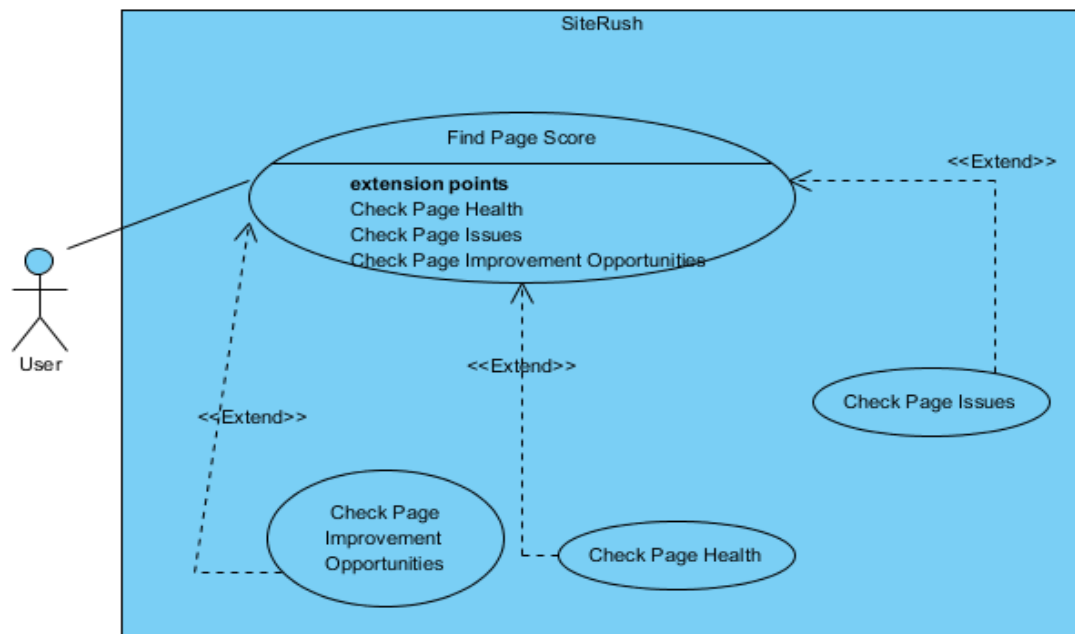 SiteRush
Find Page Score
extension points
Check Page Health
Check Page Issues
Check Page Improvement Opportunities
<<Extend>>
User
<<Extend>>
<<Extend>>
Check Page Issues
Check Page
Improvement
Opportunities
Check Page Health